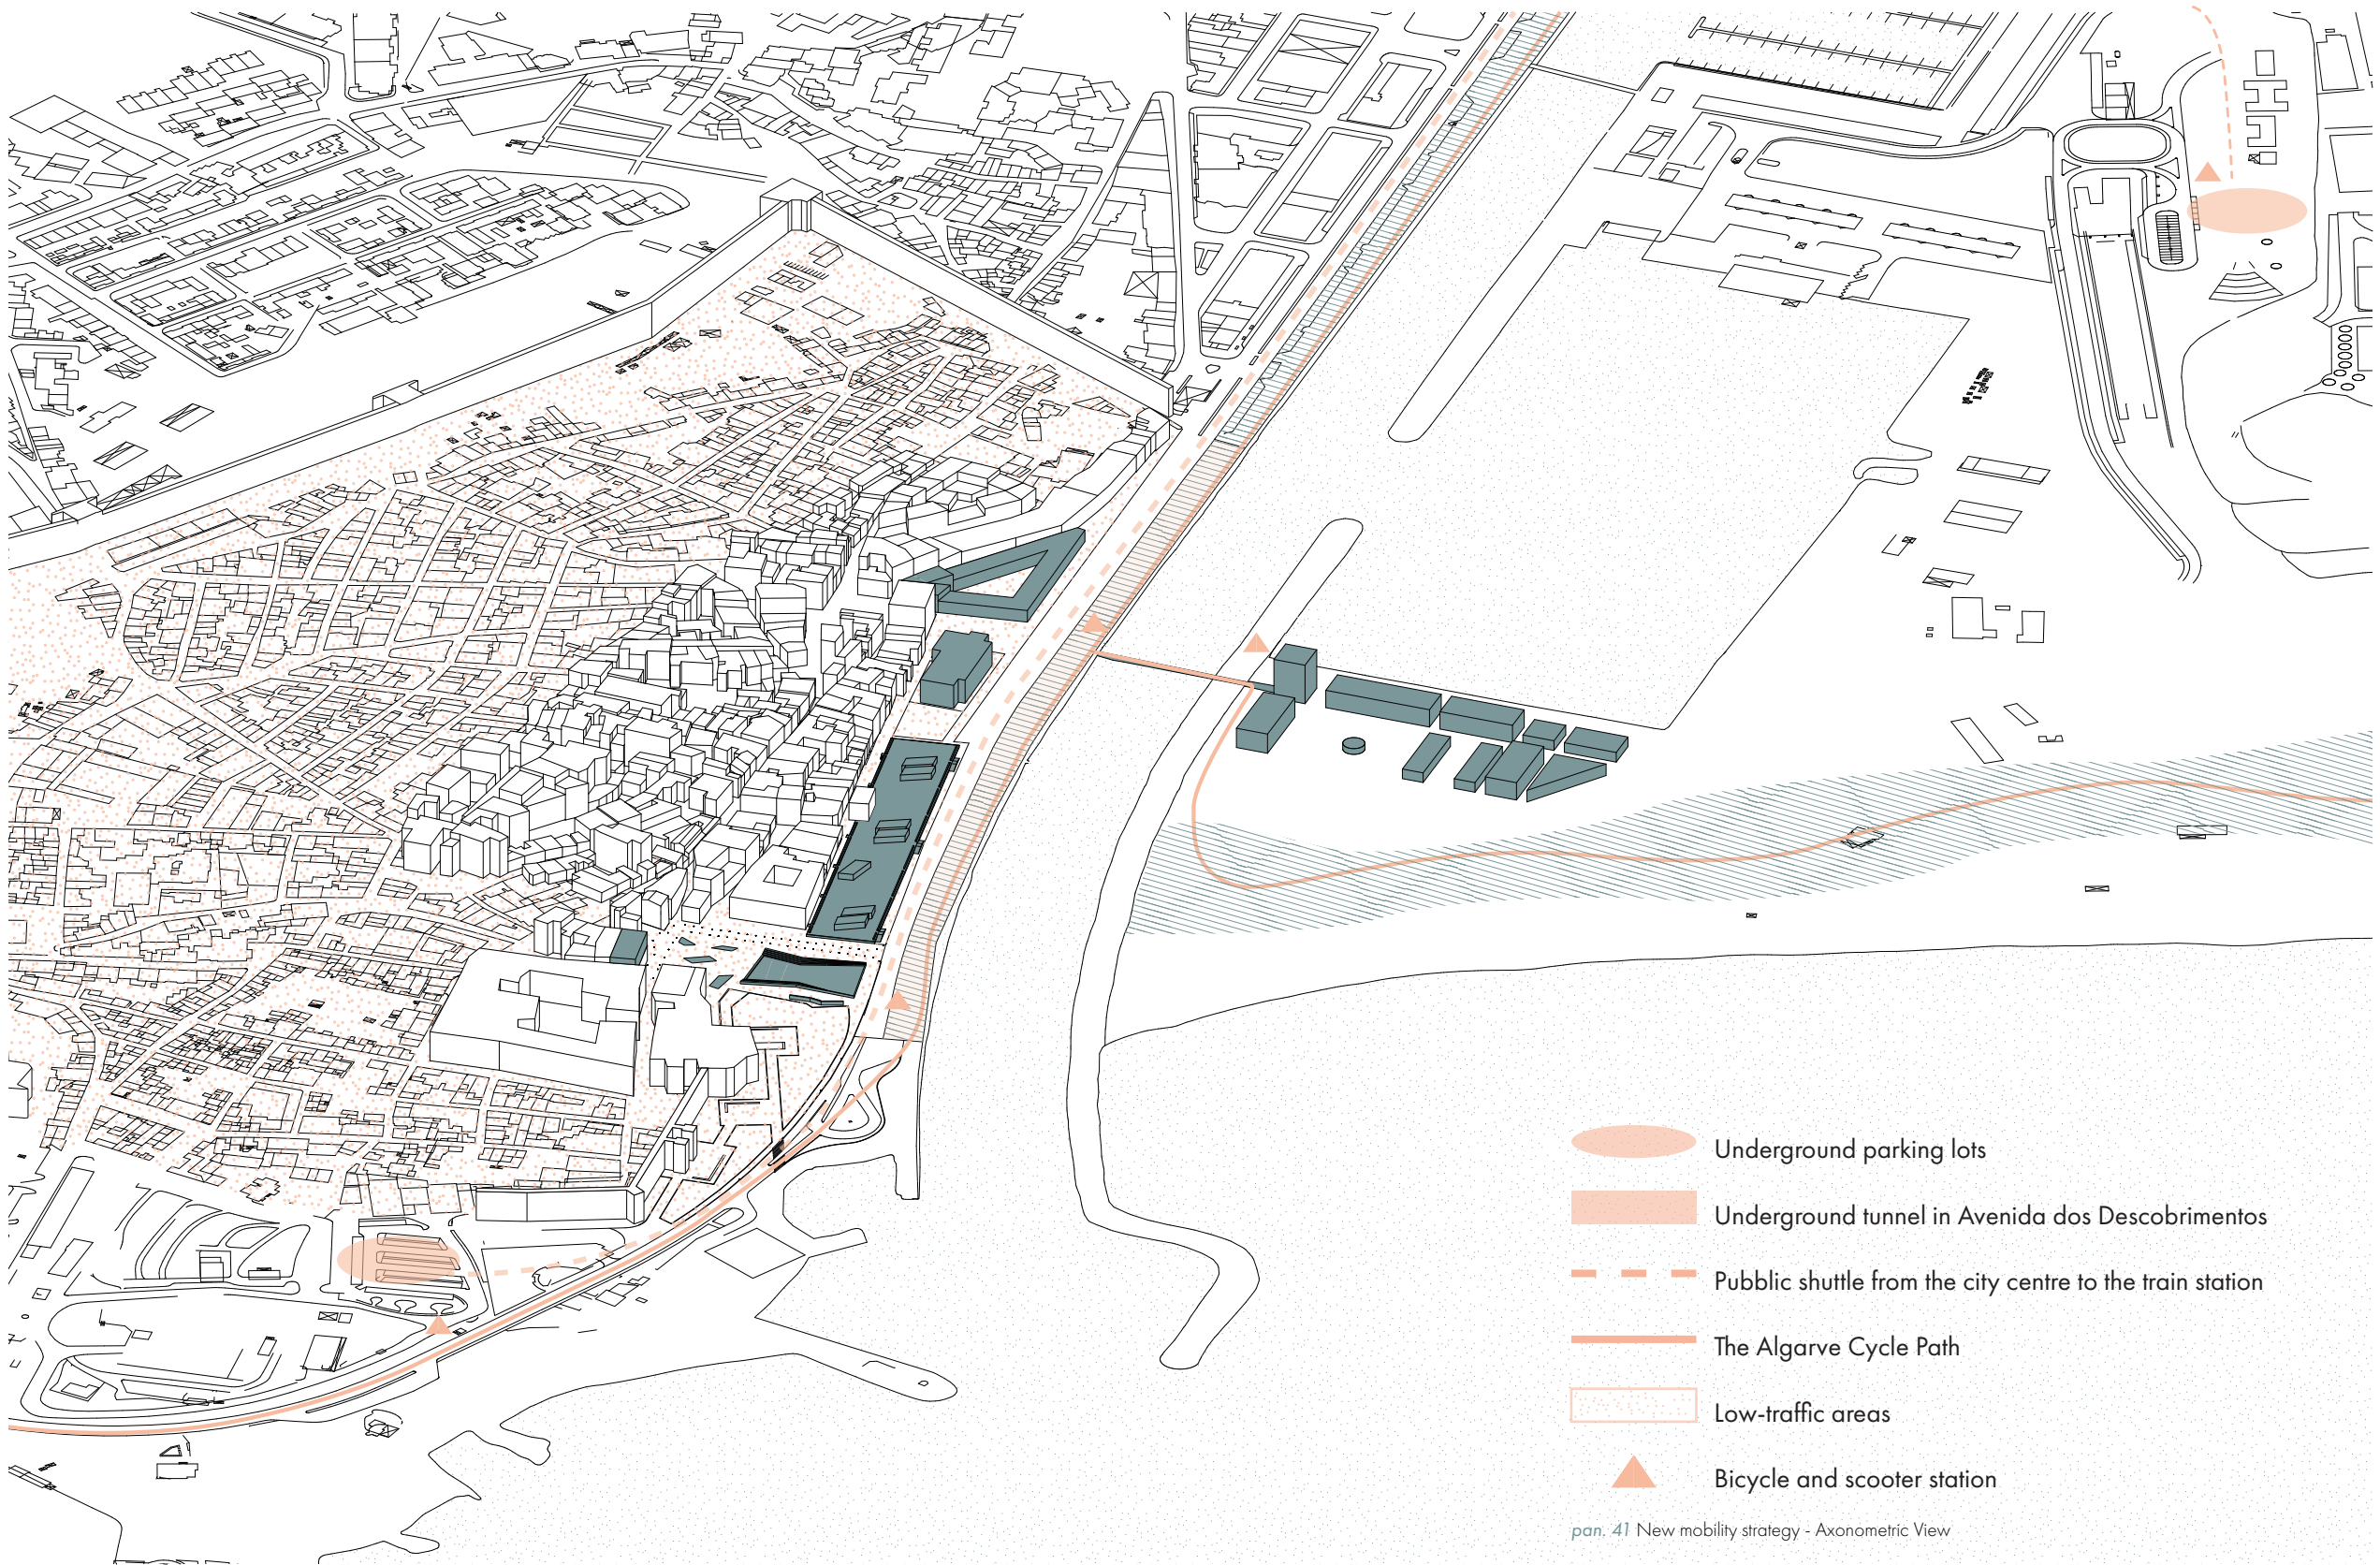 Underground parking lots
Underground tunnel in Avenida dos Descobrimentos
Pubblic shuttle from the city centre to the train station
The Algarve Cycle Path
Low-traffic areas
Bicycle and scooter station
pan. 41 New mobility strategy - Axonometric View